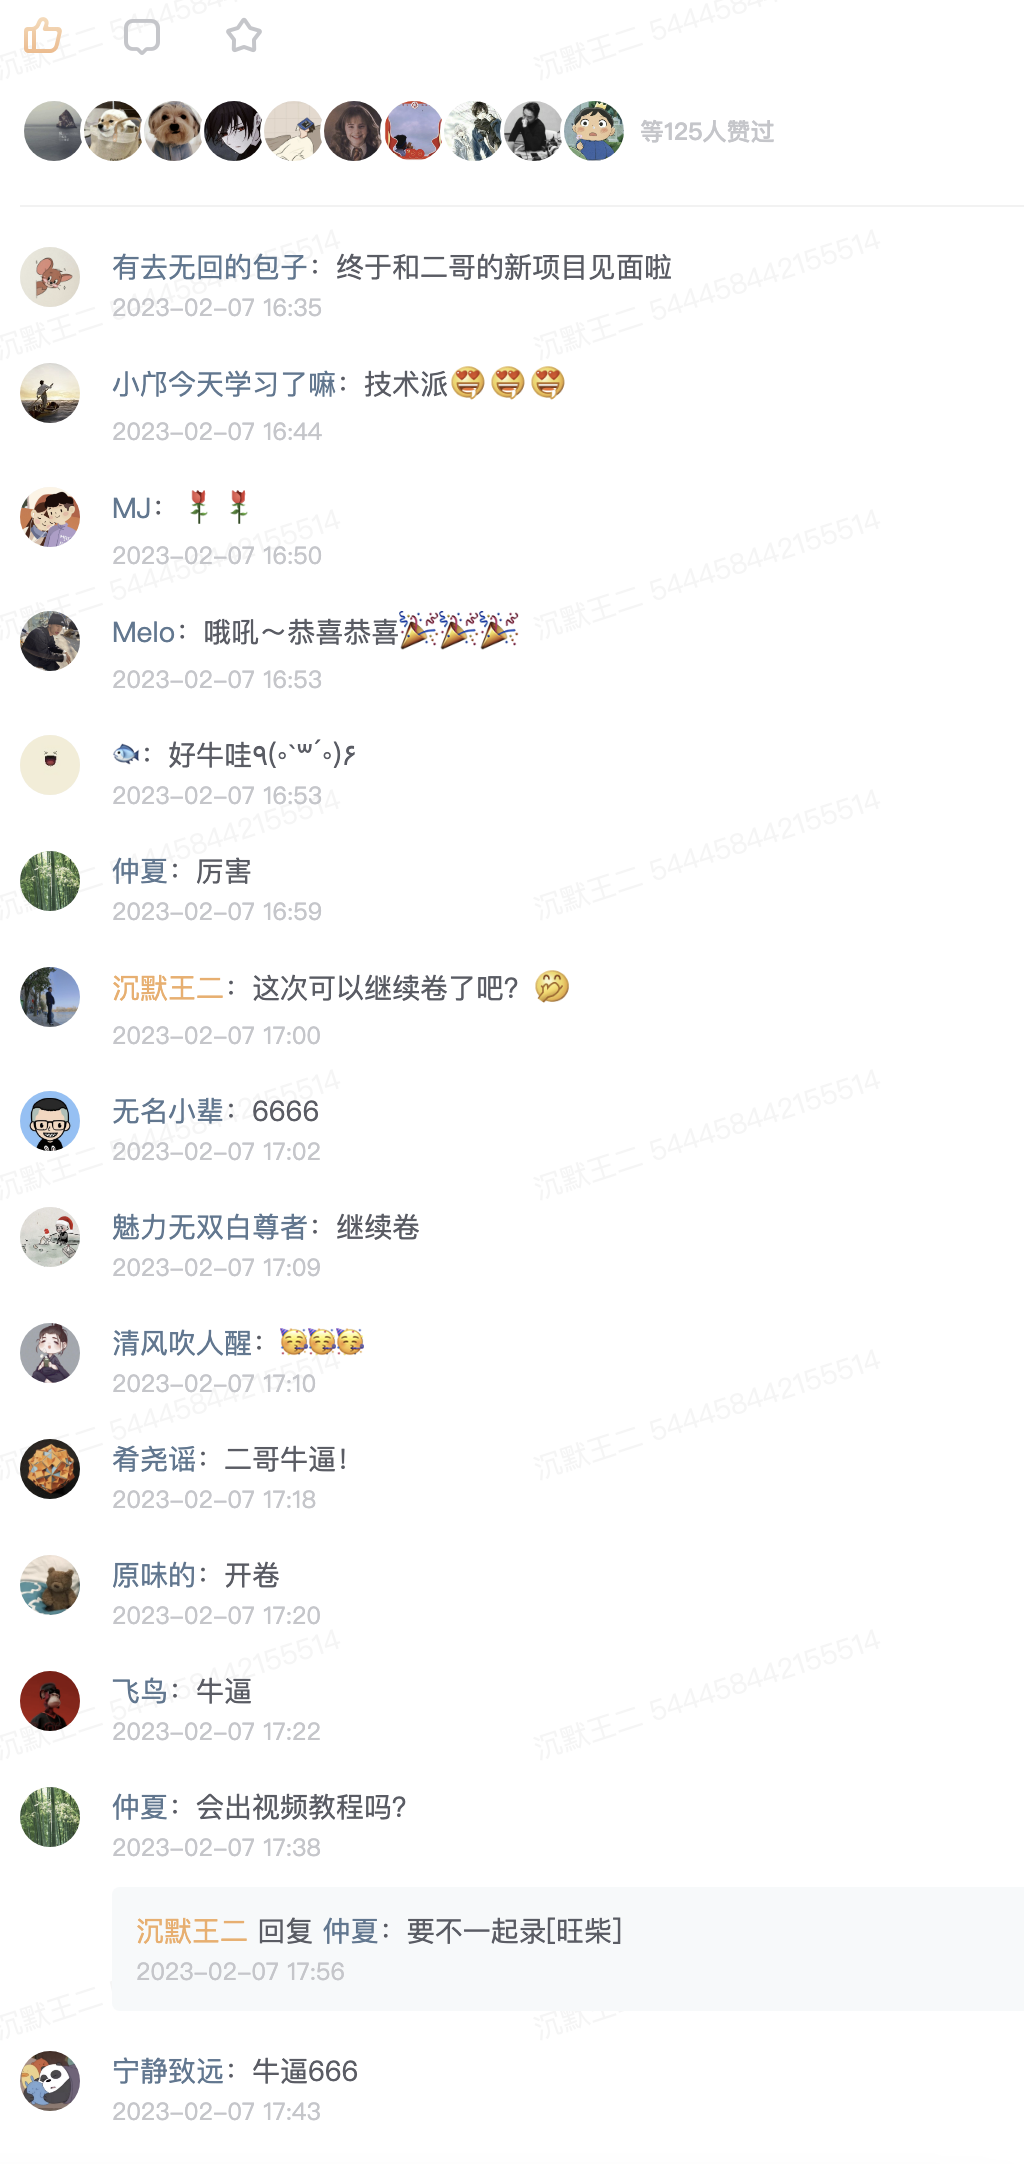 等125人赞过
有去无回的包子：终于和二哥的新项目见面啦
2023-02-07 16:35
小邝今天学习了嘛：技术派😍😍😍
2023-02-07 16:44
MJ：🌹🌹
2023-02-07 16:50
Melo：哦吼～恭喜恭喜🎉🎉🎉
2023-02-07 16:53
🐟：好牛哇٩(๑`꒳´๑)۶
2023-02-07 16:53
仲夏：厉害
2023-02-07 16:59
沉默王二：这次可以继续卷了吧？🤭
2023-02-07 17:00
无名小辈：6666
2023-02-07 17:02
魅力无双白尊者：继续卷
2023-02-07 17:09
清风吹人醒：🥳🥳🥳
2023-02-07 17:10
肴尧谣：二哥牛逼！
2023-02-07 17:18
原味的：开卷
2023-02-07 17:20
飞鸟：牛逼
2023-02-07 17:22
仲夏：会出视频教程吗？
2023-02-07 17:38
沉默王二 回复 仲夏：要不一起录[旺柴]
2023-02-07 17:56
宁静致远：牛逼666
2023-02-07 17:43
沉默王二 544458442155514